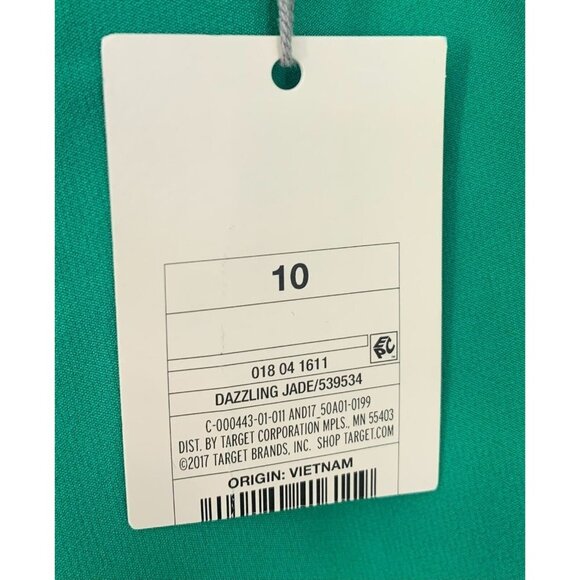 10
EPC
018 04 1611
DAZZLING JADE/539534
C-000443-01-011 AND17_50A01-0199
DIST. BY TARGET CORPORATION MPLS., MN 55403
©2017 TARGET BRANDS, INC. SHOP TARGET.COM
ORIGIN: VIETNAM